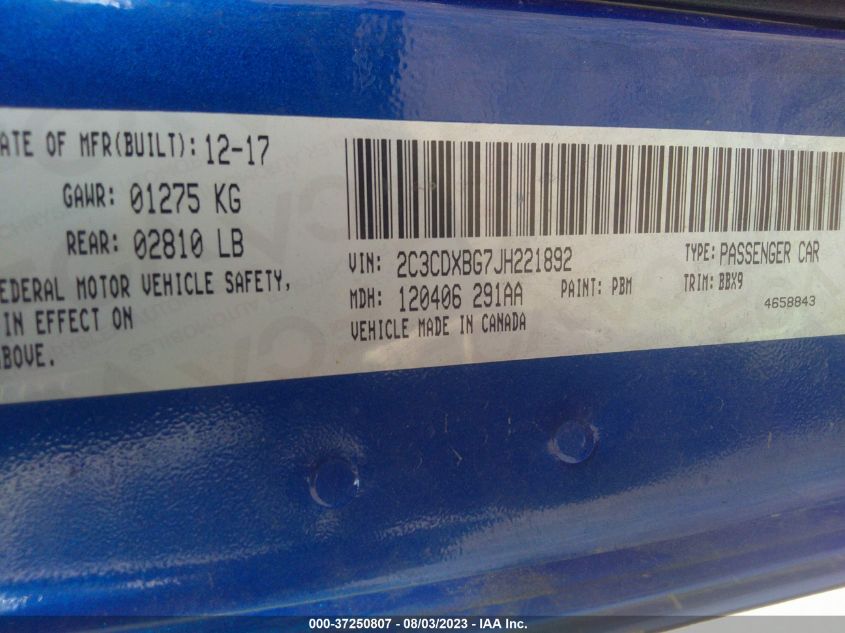 ATE OF MFR(BUILT): 12-17
GAWR: 01275 KG
REAR: 02810 LB
FEDERAL MOTOR VEHICLE SAFETY,
IN EFFECT ON
ABOVE.
VIN: 2C3CDXBG7JH221892 TYPE: PASSENGER CAR
MDH: 120406 291AA PAINT: PBM TRIM: BBX9
VEHICLE MADE IN CANADA 4658843
000-37250807 - 08/03/2023 - IAA Inc.